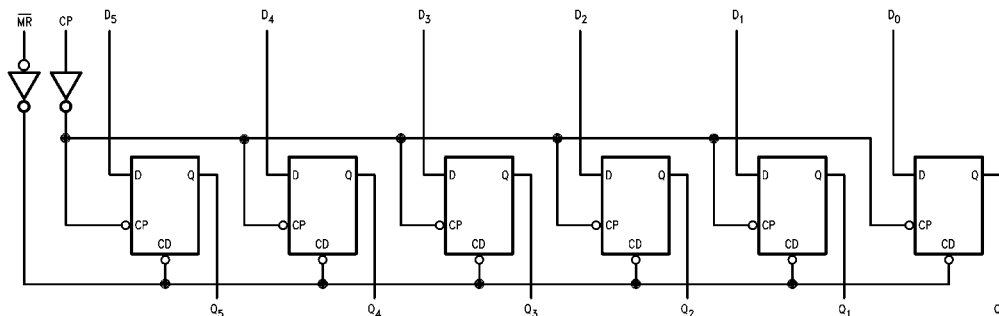 M̅R̅ CP D₅ D₄ D₃ D₂ D₁ D₀
D Q D Q D Q D Q D Q D Q
CP CP CP CP CP CP
CD CD CD CD CD CD
Q₅ Q₄ Q₃ Q₂ Q₁ Q